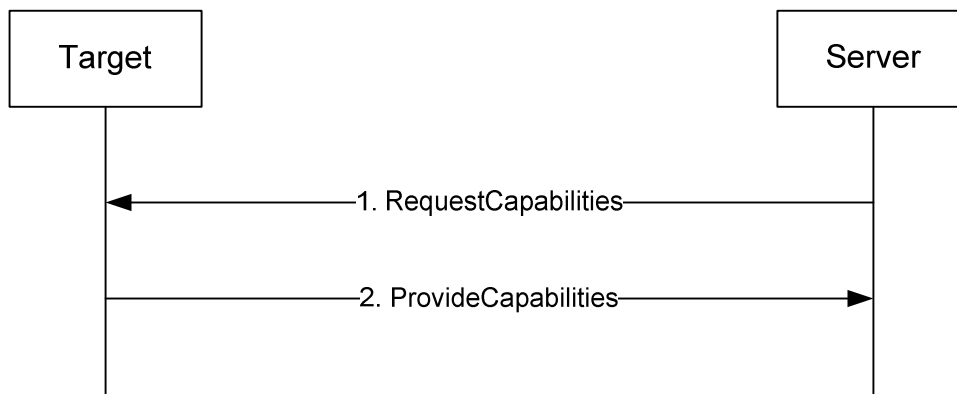 Target
Server
1. RequestCapabilities
2. ProvideCapabilities